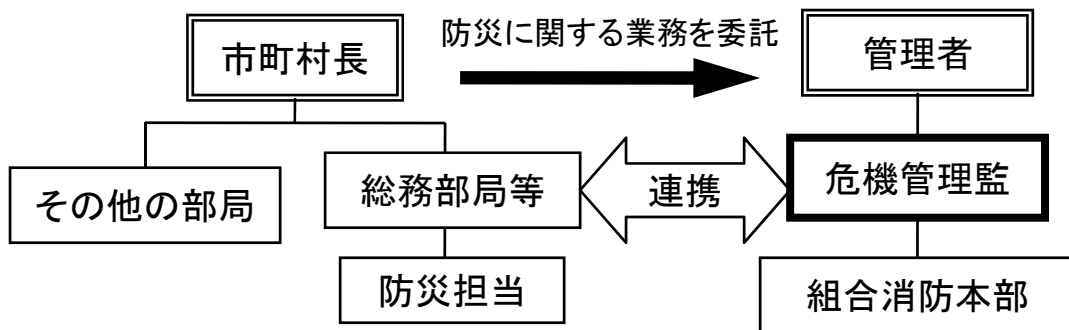 防災に関する業務を委託
市町村長
管理者
その他の部局
総務部局等
連携
危機管理監
防災担当
組合消防本部